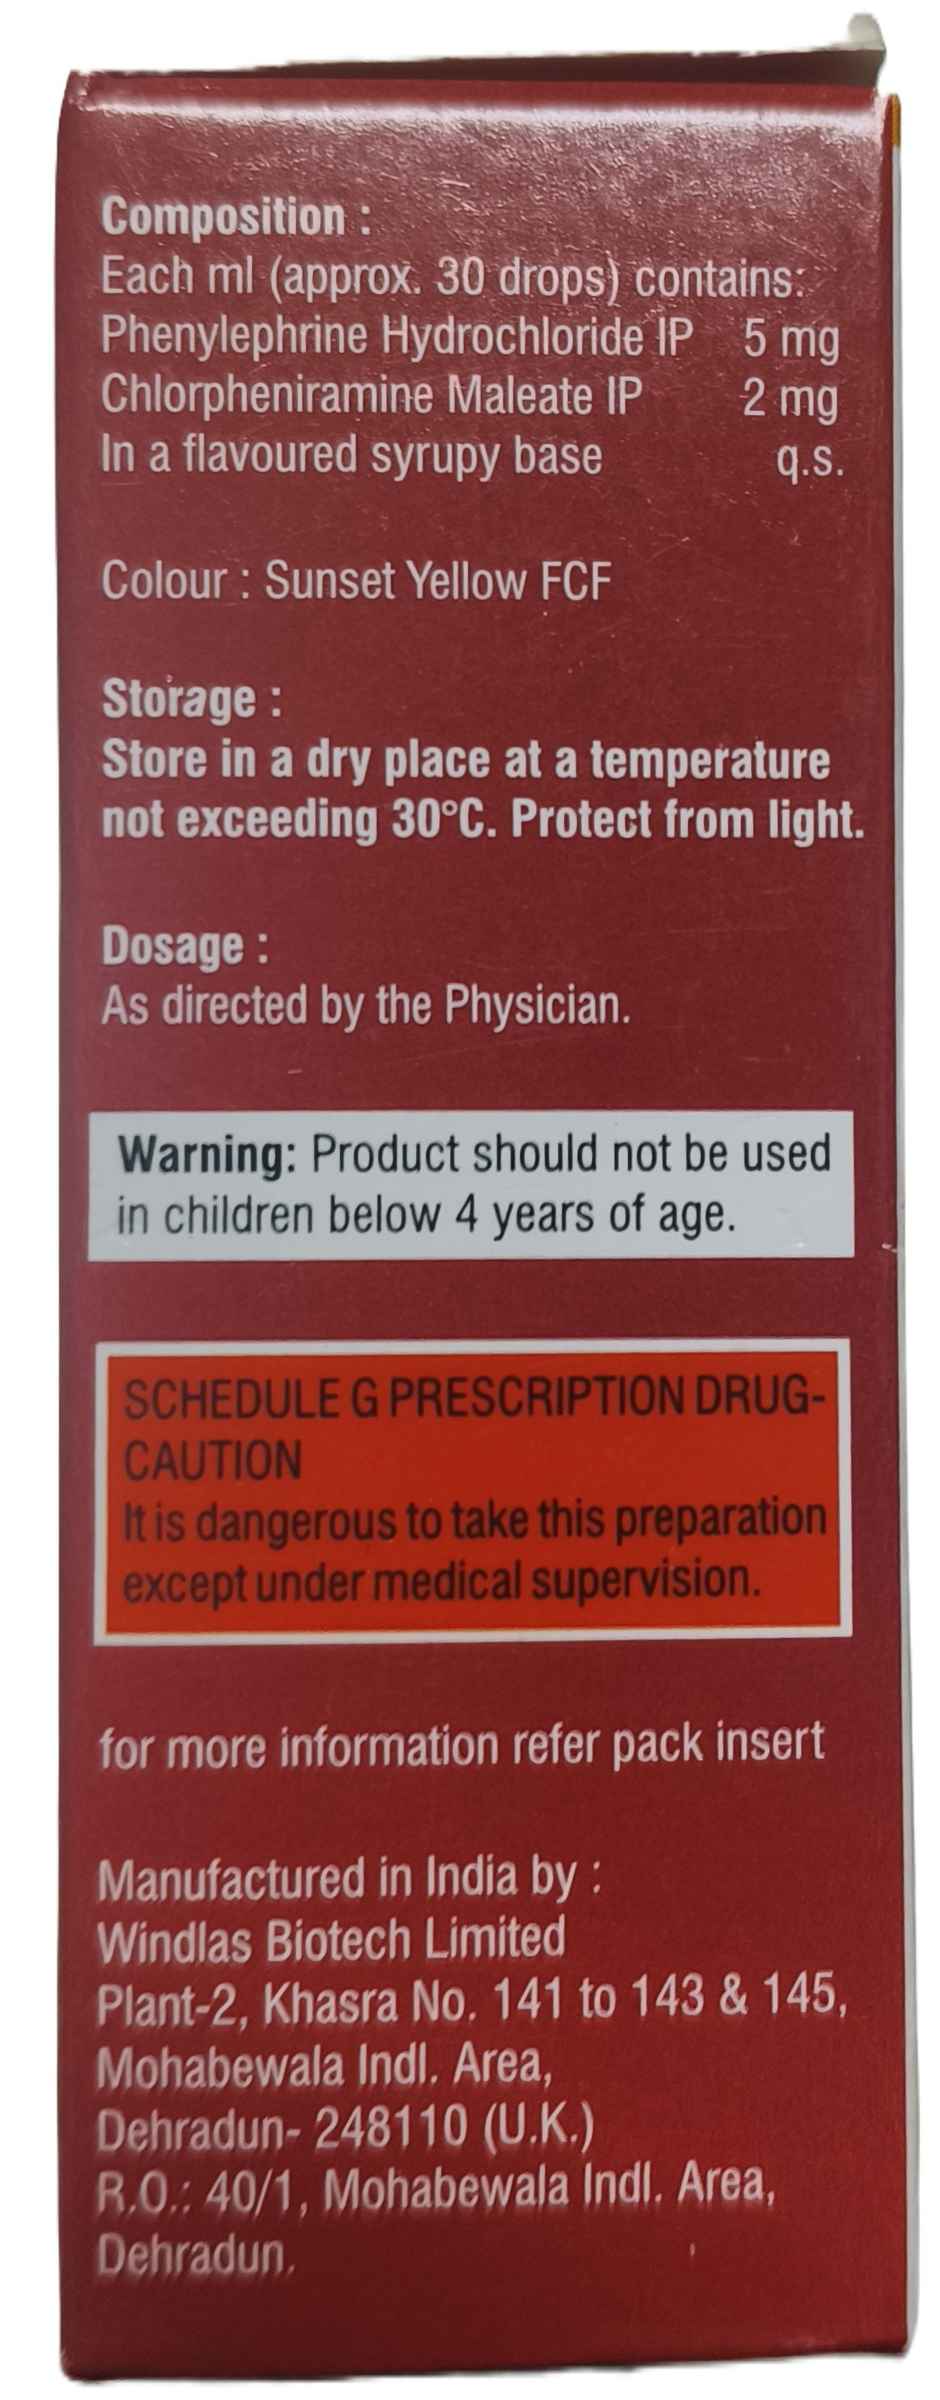 Composition :
Each ml (approx. 30 drops) contains:
Phenylephrine Hydrochloride IP 5 mg
Chlorpheniramine Maleate IP 2 mg
In a flavoured syrupy base q.s.
Colour : Sunset Yellow FCF
Storage :
Store in a dry place at a temperature
not exceeding 30°C. Protect from light.
Dosage :
As directed by the Physician.
Warning: Product should not be used
in children below 4 years of age.
SCHEDULE G PRESCRIPTION DRUG-
CAUTION
It is dangerous to take this preparation
except under medical supervision.
for more information refer pack insert
Manufactured in India by :
Windlas Biotech Limited
Plant-2, Khasra No. 141 to 143 & 145,
Mohabewala Indl. Area,
Dehradun- 248110 (U.K.)
R.O.: 40/1, Mohabewala Indl. Area,
Dehradun.